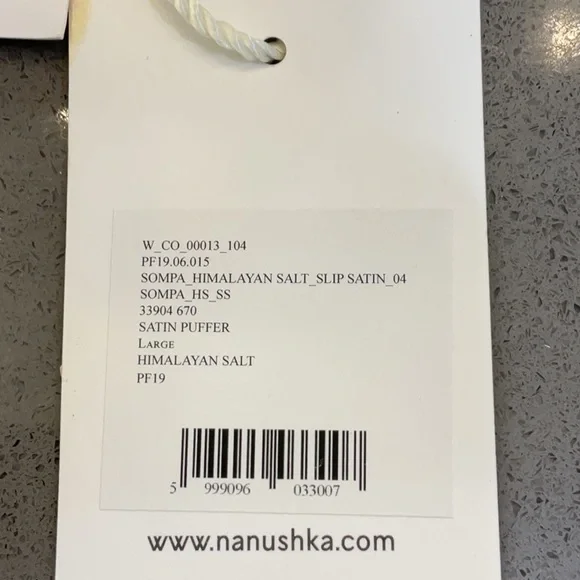 W_CO_00013_104
PF19.06.015
SOMPA_HIMALAYAN SALT_SLIP SATIN_04
SOMPA_HS_SS
33904 670
SATIN PUFFER
LARGE
HIMALAYAN SALT
PF19
5 999096 033007
www.nanushka.com